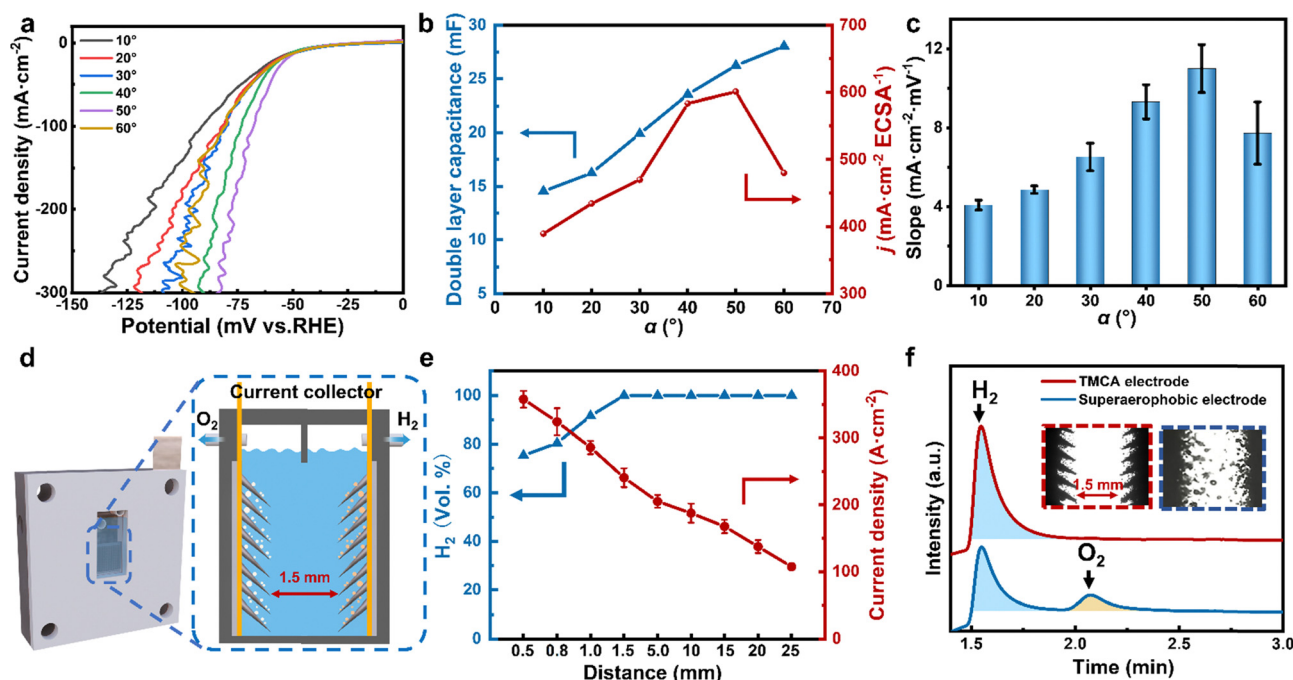 a
Current density (mA·cm⁻²)
0
-100
-200
-300
10°
20°
30°
40°
50°
60°
-150
-125
-100
-75
-50
-25
0
Potential (mV vs.RHE)
b
Double layer capacitance (mF)
30
25
20
15
10
5
0
10
20
30
40
50
60
70
α (°)
700
600
500
400
300
j (mA·cm⁻² ECSA⁻¹)
c
Slope (mA·cm⁻²·mV⁻¹)
12
8
4
0
10
20
30
40
50
60
α (°)
d
Current collector
O₂
H₂
1.5 mm
e
H₂ (Vol. %)
100
80
60
40
20
0
0.5
0.8
1.0
1.5
5.0
10
15
20
25
Distance (mm)
400
300
200
100
0
Current density (A·cm⁻²)
f
Intensity (a.u.)
H₂
TMCA electrode
Superaerophobic electrode
1.5 mm
O₂
1.5
2.0
2.5
3.0
Time (min)